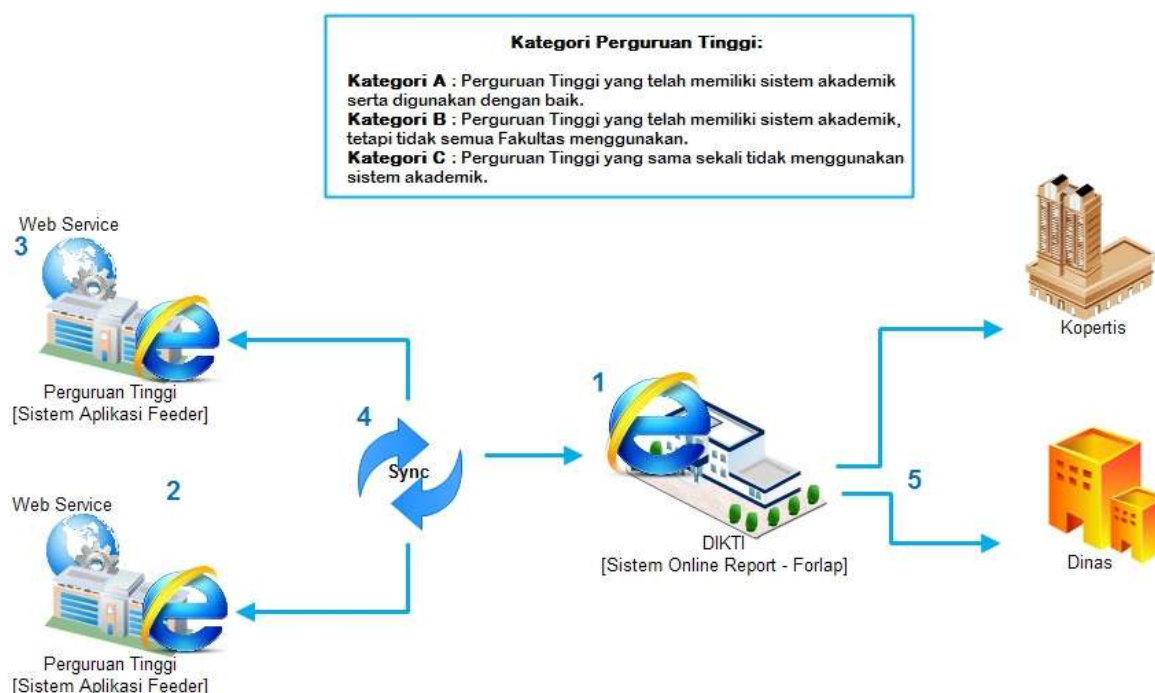 Kategori Perguruan Tinggi:
Kategori A : Perguruan Tinggi yang telah memiliki sistem akademik
serta digunakan dengan baik.
Kategori B : Perguruan Tinggi yang telah memiliki sistem akademik,
tetapi tidak semua Fakultas menggunakan.
Kategori C : Perguruan Tinggi yang sama sekali tidak menggunakan
sistem akademik.
Web Service
3
Perguruan Tinggi
[Sistem Aplikasi Feeder]
4
Sync
2
Web Service
Perguruan Tinggi
[Sistem Aplikasi Feeder]
1
DIKTI
[Sistem Online Report - Forlap]
5
Kopertis
Dinas